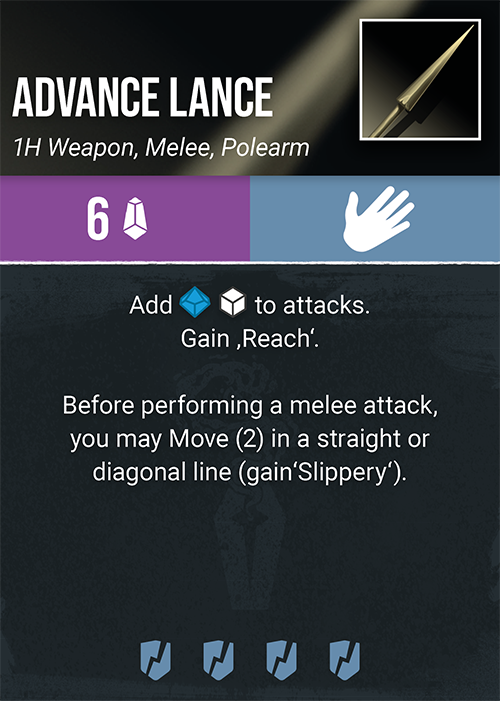 ADVANCE LANCE
1H Weapon, Melee, Polearm
6
Add to attacks.
Gain ‚Reach‘.
Before performing a melee attack,
you may Move (2) in a straight or
diagonal line (gain‘Slippery‘).